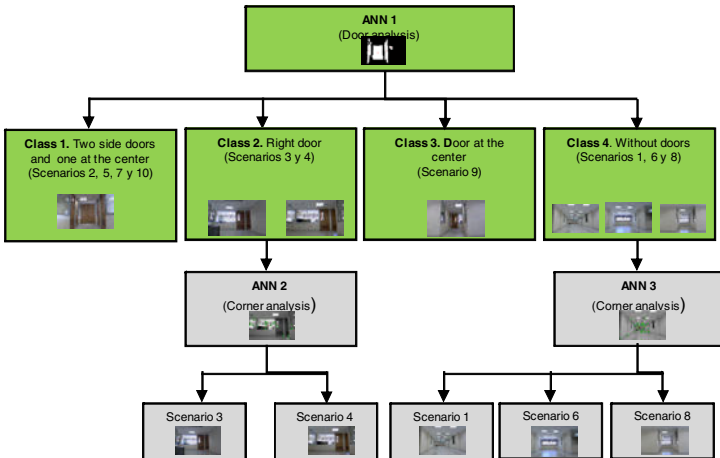 ANN 1
(Door analysis)
Class 1. Two side doors
and one at the center
(Scenarios 2, 5, 7 y 10)
Class 2. Right door
(Scenarios 3 y 4)
Class 3. Door at the
center
(Scenario 9)
Class 4. Without doors
(Scenarios 1, 6 y 8)
ANN 2
(Corner analysis)
ANN 3
(Corner analysis)
Scenario 3
Scenario 4
Scenario 1
Scenario 6
Scenario 8